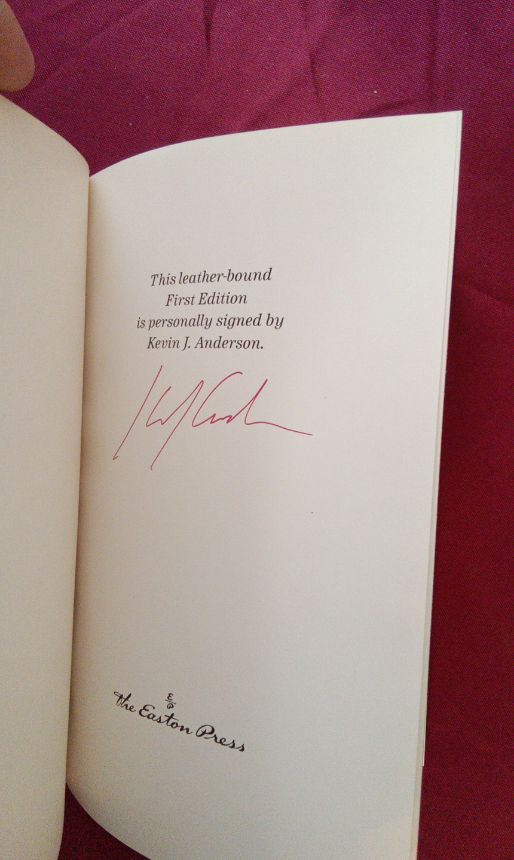 This leather-bound
First Edition
is personally signed by
Kevin J. Anderson.
E
P
the Easton Press